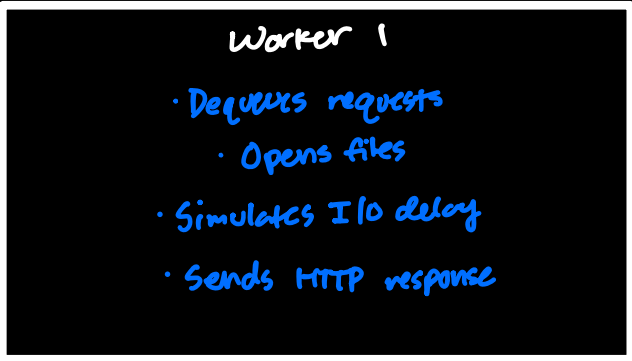 Worker 1
• Dequeues requests
• Opens files
• Simulates I/O delay
• Sends HTTP response